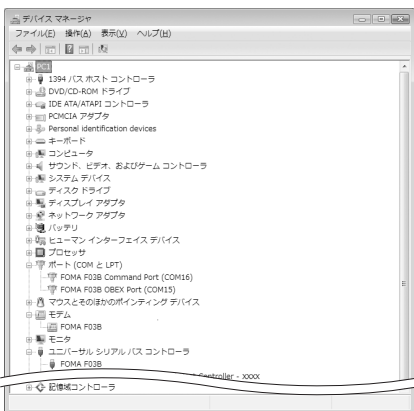 デバイス マネージャ
ファイル(F) 操作(A) 表示(V) ヘルプ(H)
PC1
1394 バス ホスト コントローラ
DVD/CD-ROM ドライブ
IDE ATA/ATAPI コントローラ
PCMCIA アダプタ
Personal identification devices
キーボード
コンピュータ
サウンド、ビデオ、およびゲーム コントローラ
システム デバイス
ディスク ドライブ
ディスプレイ アダプタ
ネットワーク アダプタ
バッテリ
ヒューマン インターフェイス デバイス
プロセッサ
ポート (COM と LPT)
FOMA F03B Command Port (COM16)
FOMA F03B OBEX Port (COM15)
マウスとそのほかのポインティング デバイス
モデム
FOMA F03B
モニタ
ユニバーサル シリアル バス コントローラ
FOMA F03B
Controller - XXXX
記憶域コントローラ